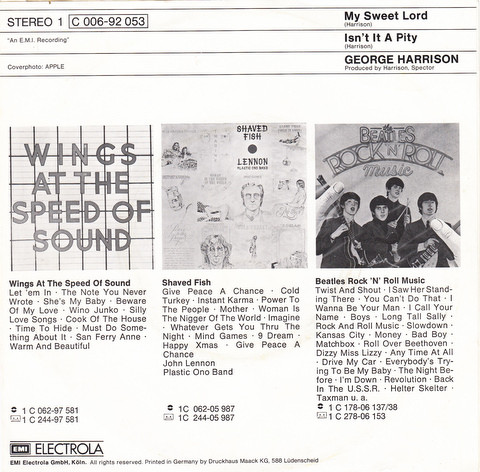 STEREO 1 C 006-92 053
My Sweet Lord
(Harrison)
"An E.M.I. Recording"
Isn't It A Pity
(Harrison)
Coverphoto: APPLE
GEORGE HARRISON
Produced by Harrison, Spector
WINGS
AT THE
SPEED OF
SOUND
SHAVED
FISH
LENNON
PLASTIC ONO BAND
the
BEATLES
ROCK 'N' ROLL
Music
Wings At The Speed Of Sound
Let 'em In · The Note You Never
Wrote · She's My Baby · Beware
Of My Love · Wino Junko · Silly
Love Songs · Cook Of The House
· Time To Hide · Must Do Some-
thing About It · San Ferry Anne ·
Warm And Beautiful
1 C 062-97 581
1 C 244-97 581
Shaved Fish
Give Peace A Chance · Cold
Turkey · Instant Karma · Power To
The People · Mother · Woman Is
The Nigger Of The World · Imagine
· Whatever Gets You Thru The
Night · Mind Games · 9 Dream ·
Happy Xmas · Give Peace A
Chance
John Lennon
Plastic Ono Band
1C 062-05 987
1C 244-05 987
Beatles Rock 'N' Roll Music
Twist And Shout · I Saw Her Stand-
ing There · You Can't Do That · I
Wanna Be Your Man · I Call Your
Name · Boys · Long Tall Sally ·
Rock And Roll Music · Slowdown ·
Kansas City · Money · Bad Boy ·
Matchbox · Roll Over Beethoven ·
Dizzy Miss Lizzy · Any Time At All
· Drive My Car · Everybody's Try-
ing To Be My Baby · The Night Be-
fore · I'm Down · Revolution · Back
In The U.S.S.R. · Helter Skelter ·
Taxman u. a.
1 C 178-06 137/38
1 C 278-06 153
EMI ELECTROLA
EMI Electrola GmbH, Köln. All rights reserved. Printed in Germany by Druckhaus Maack KG, 588 Lüdenscheid